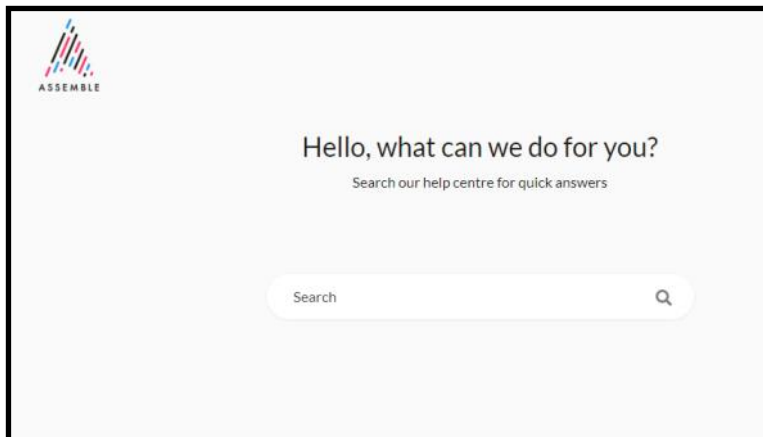 ASSEMBLE
Hello, what can we do for you?
Search our help centre for quick answers
Search